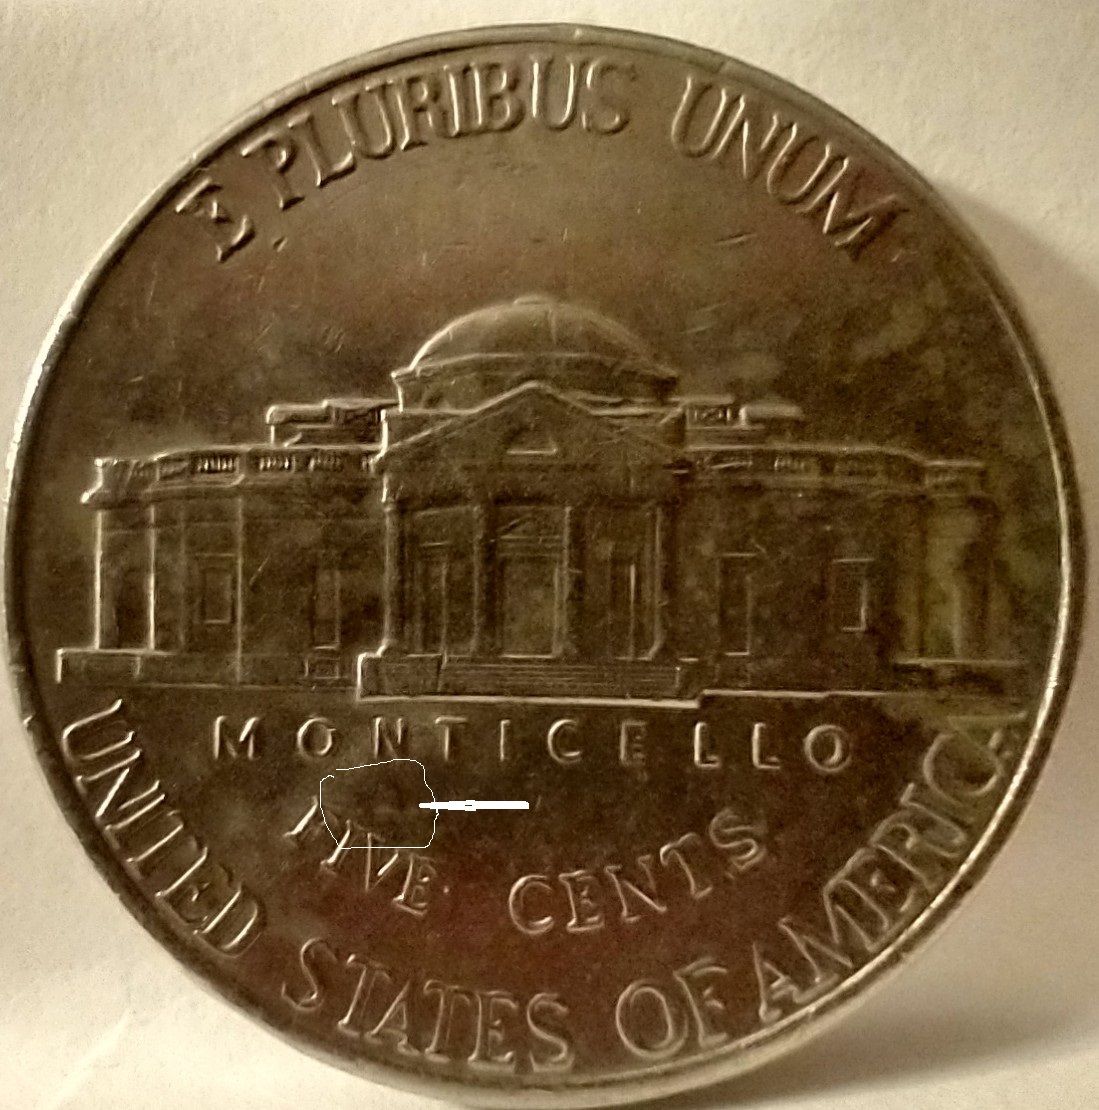 E PLURIBUS UNUM
MONTICELLO
FIVE CENTS
UNITED STATES OF AMERICA